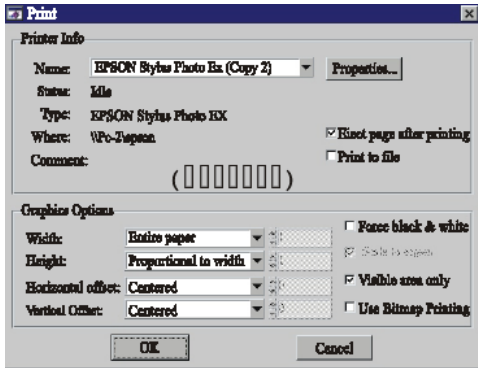 Print
Printer Info
Name: EPSON Stylus Photo Ex (Copy 2) Properties...
Status: Idle
Type: EPSON Stylus Photo EX
Where: \\Pc-2\epson Eject page after printing
Comment: Print to file
Graphics Options
Width: Entire paper Force black & white
Height: Proportional to width
Horizontal offset: Centered Visible area only
Vertical Offset: Centered Use Bitmap Printing
OK Cancel